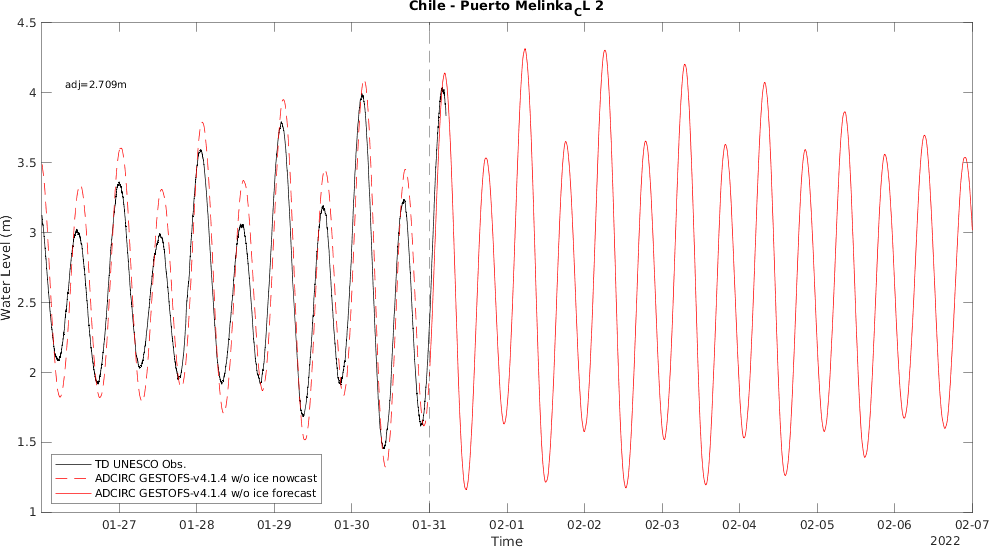 Chile - Puerto Melinka_CL 2
adj=2.709m
4.5
4
3.5
3
2.5
2
1.5
1
Water Level (m)
TD UNESCO Obs.
ADCIRC GESTOFS-v4.1.4 w/o ice nowcast
ADCIRC GESTOFS-v4.1.4 w/o ice forecast
01-27 01-28 01-29 01-30 01-31 02-01 02-02 02-03 02-04 02-05 02-06 02-07
Time
2022